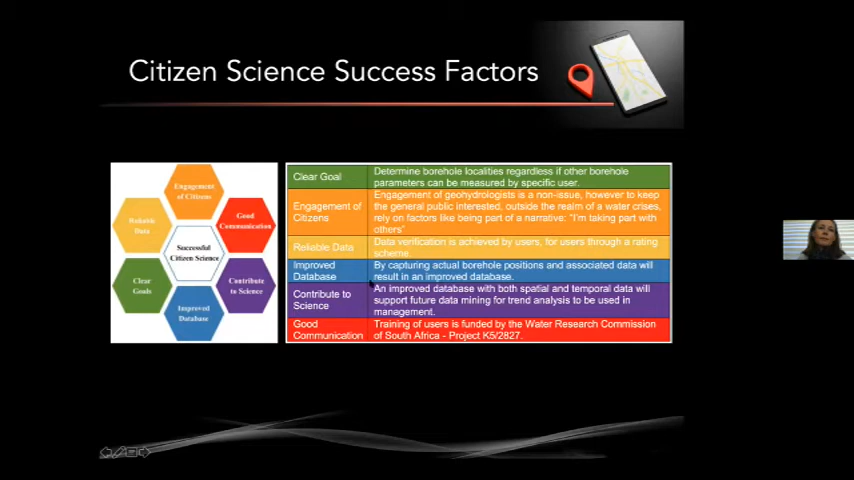 Citizen Science Success Factors
Engagement
of Citizens
Reliable
Data
Good
Communication
Successful
Citizen Science
Clear
Goals
Contribute
to Science
Improved
Database
Clear Goal
Determine borehole localities regardless if other borehole
parameters can be measured by specific user.
Engagement of
Citizens
Engagement of geohydrologists is a non-issue, however to keep
the general public interested, outside the realm of a water crises,
rely on factors like being part of a narrative: "I'm taking part with
others"
Reliable Data
Data verification is achieved by users, for users through a rating
scheme.
Improved
Database
By capturing actual borehole positions and associated data will
result in an improved database.
Contribute to
Science
An improved database with both spatial and temporal data will
support future data mining for trend analysis to be used in
management.
Good
Communication
Training of users is funded by the Water Research Commission
of South Africa - Project K5/2827.